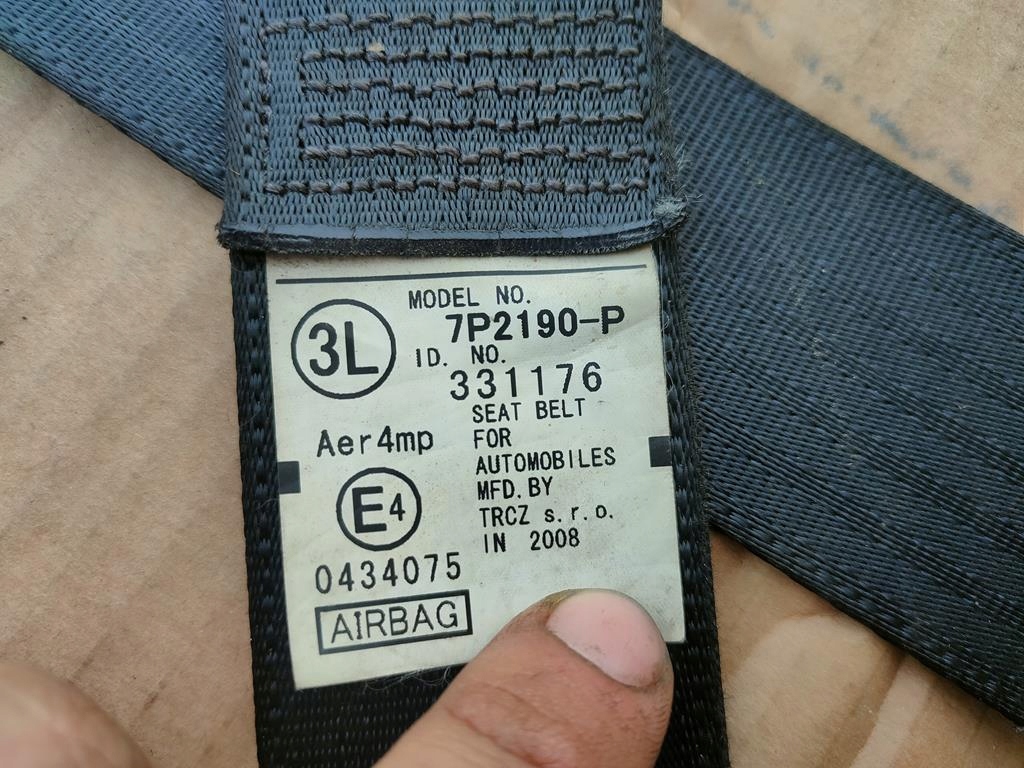 3L
MODEL NO.
7P2190-P
ID. NO.
331176
SEAT BELT
FOR
AUTOMOBILES
MFD. BY
TRCZ s.r.o.
IN 2008
Aer4mp
E4
0434075
AIRBAG